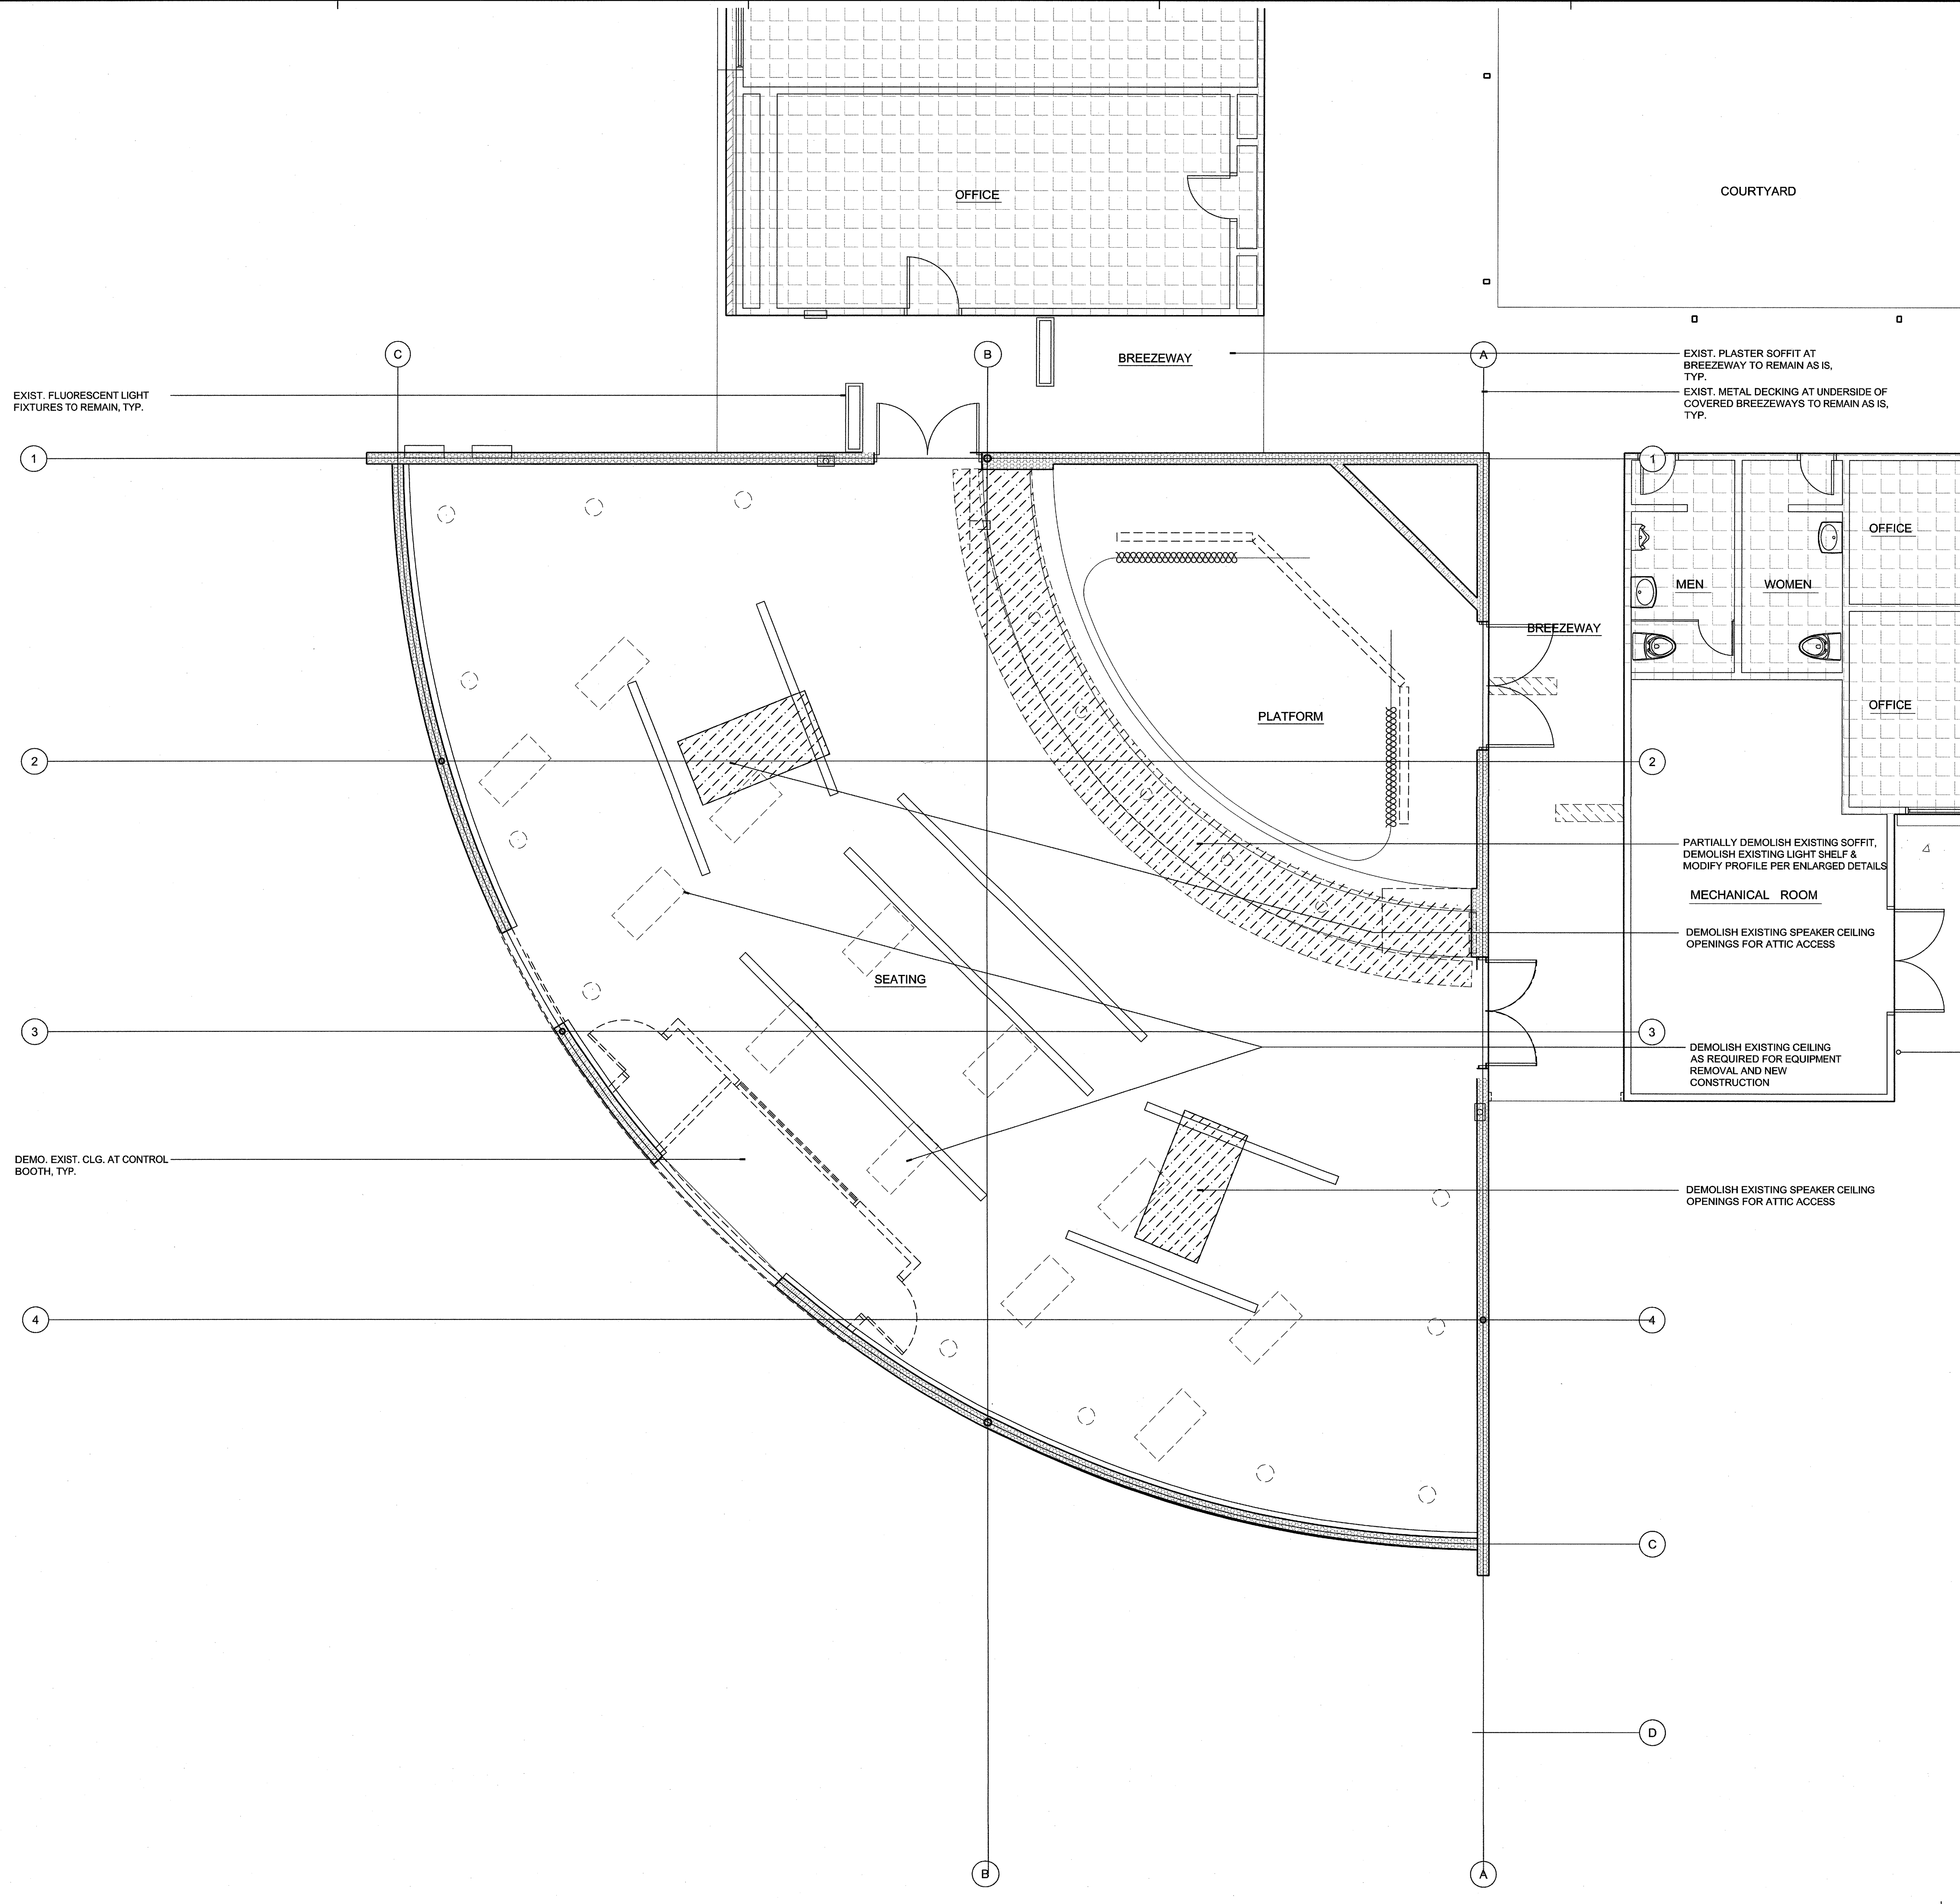 OFFICE
COURTYARD
C
B
BREEZEWAY
A
EXIST. PLASTER SOFFIT AT
BREEZEWAY TO REMAIN AS IS,
TYP.
EXIST. FLUORESCENT LIGHT
FIXTURES TO REMAIN, TYP.
EXIST. METAL DECKING AT UNDERSIDE OF
COVERED BREEZEWAYS TO REMAIN AS IS,
TYP.
1
1
OFFICE
MEN
WOMEN
BREEZEWAY
PLATFORM
OFFICE
2
2
PARTIALLY DEMOLISH EXISTING SOFFIT,
DEMOLISH EXISTING LIGHT SHELF &
MODIFY PROFILE PER ENLARGED DETAILS
MECHANICAL ROOM
DEMOLISH EXISTING SPEAKER CEILING
OPENINGS FOR ATTIC ACCESS
SEATING
3
3
DEMOLISH EXISTING CEILING
AS REQUIRED FOR EQUIPMENT
REMOVAL AND NEW
CONSTRUCTION
DEMO. EXIST. CLG. AT CONTROL
BOOTH, TYP.
DEMOLISH EXISTING SPEAKER CEILING
OPENINGS FOR ATTIC ACCESS
4
4
C
D
B
A